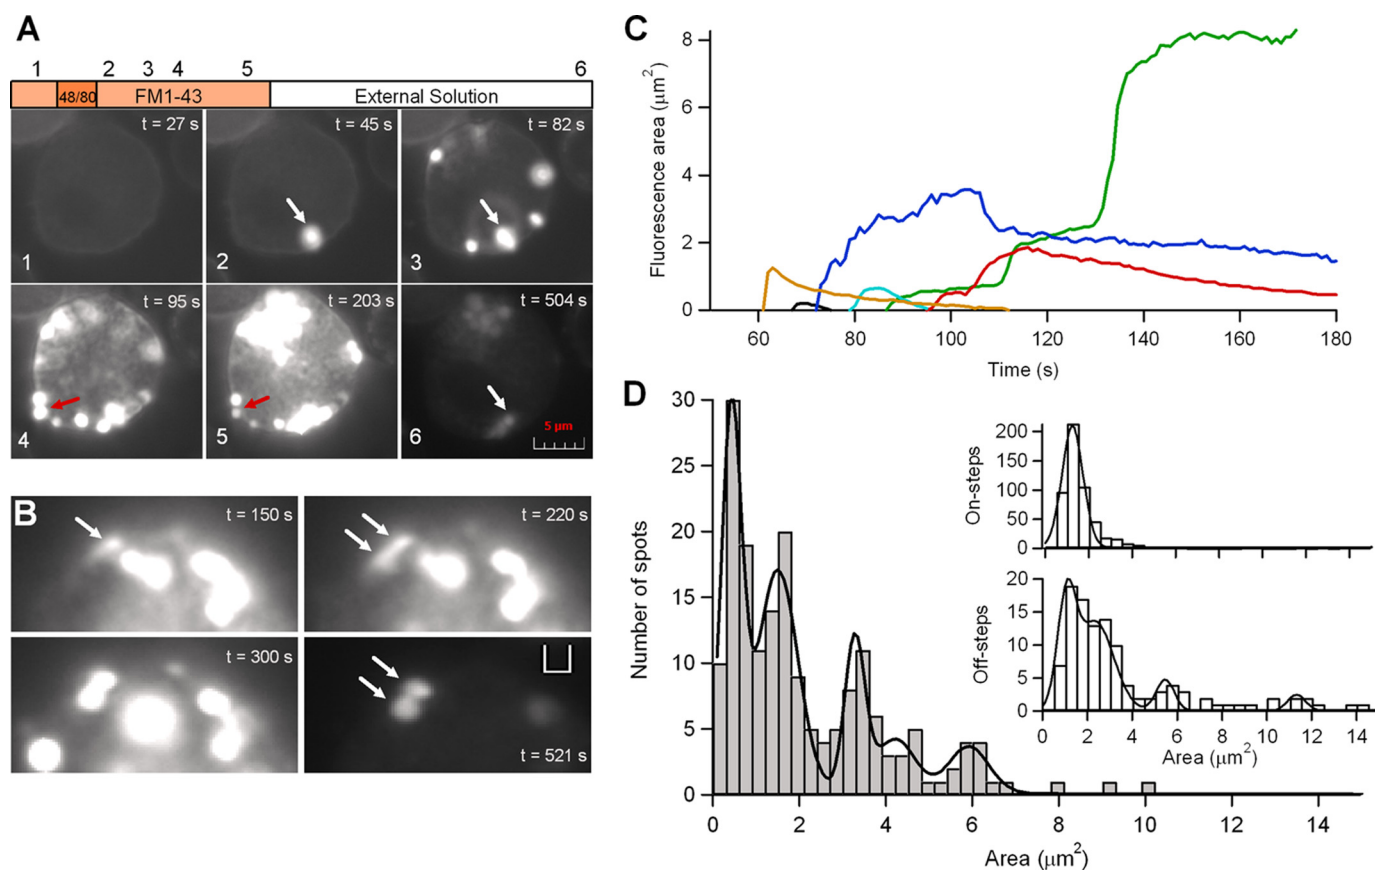 A
1 2 3 4 5 6
48/80 FM1-43 External Solution
t = 27 s
1
t = 45 s
2
t = 82 s
3
t = 95 s
4
t = 203 s
5
t = 504 s
6
5 µm
B
t = 150 s
t = 220 s
t = 300 s
t = 521 s
C
Fluorescence area (µm²)
8
6
4
2
0
60 80 100 120 140 160 180
Time (s)
D
Number of spots
30
25
20
15
10
5
0
0 2 4 6 8 10 12 14
Area (µm²)
On-steps
200
150
100
50
0
Off-steps
20
15
10
5
0
0 2 4 6 8 10 12 14
Area (µm²)